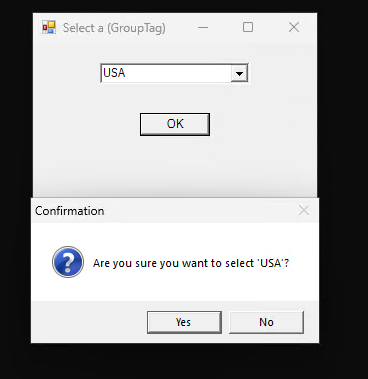 Select a (GroupTag)
USA
OK
Confirmation
Are you sure you want to select 'USA'?
Yes
No